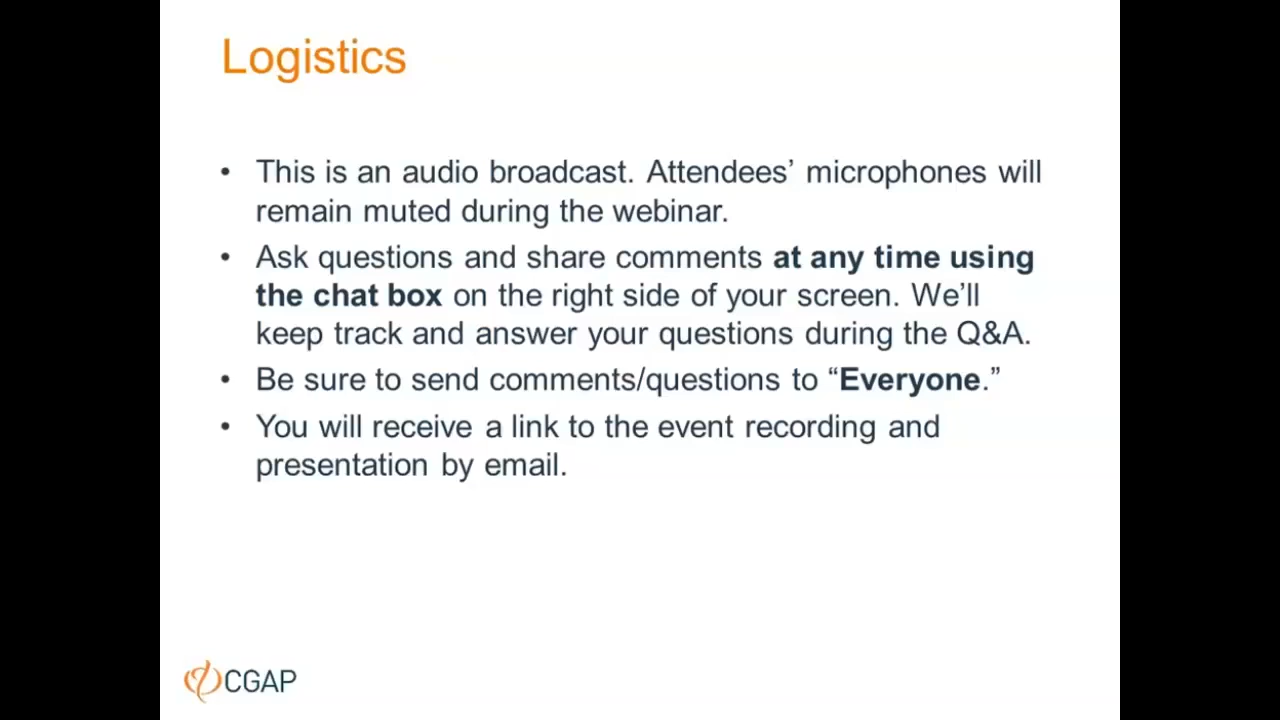 Logistics
• This is an audio broadcast. Attendees’ microphones will
remain muted during the webinar.
• Ask questions and share comments at any time using
the chat box on the right side of your screen. We’ll
keep track and answer your questions during the Q&A.
• Be sure to send comments/questions to “Everyone.”
• You will receive a link to the event recording and
presentation by email.
CGAP